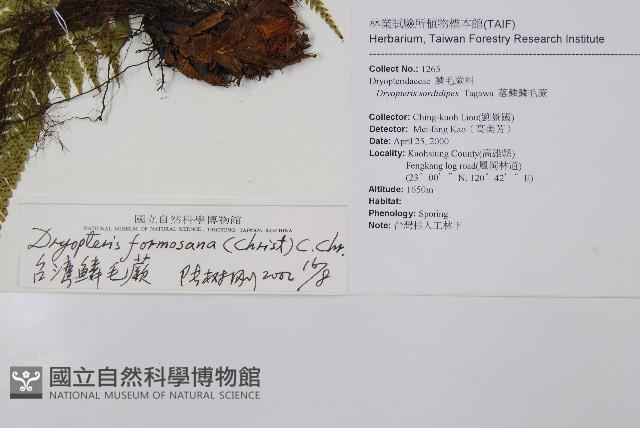 林業試驗所植物標本館(TAIF)
Herbarium, Taiwan Forestry Research Institute
Collect No.: 1265
Dryopteridaceae 鱗毛蕨科
Dryopteris sordidipes Tagawa 落鱗鱗毛蕨
Collector: Ching-kuoh Liou(劉景國)
Detector: Mei-fang Kao(高美芳)
Date: April 25, 2000
Locality: Kaohsiung County(高雄縣)
Fengkang log road(鳳岡林道)
(23° 00' " N, 120° 42' " E)
Altitude: 1650m
Habitat:
Phenology: Sporing
Note: 台灣杉人工林下
國立自然科學博物館
NATIONAL MUSEUM OF NATURAL SCIENCE, TAICHUNG, TAIWAN, R.O.CHINA
Dryopteris formosana (Christ) C. Chr.
台灣鱗毛蕨 2002 10/8
國立自然科學博物館
NATIONAL MUSEUM OF NATURAL SCIENCE